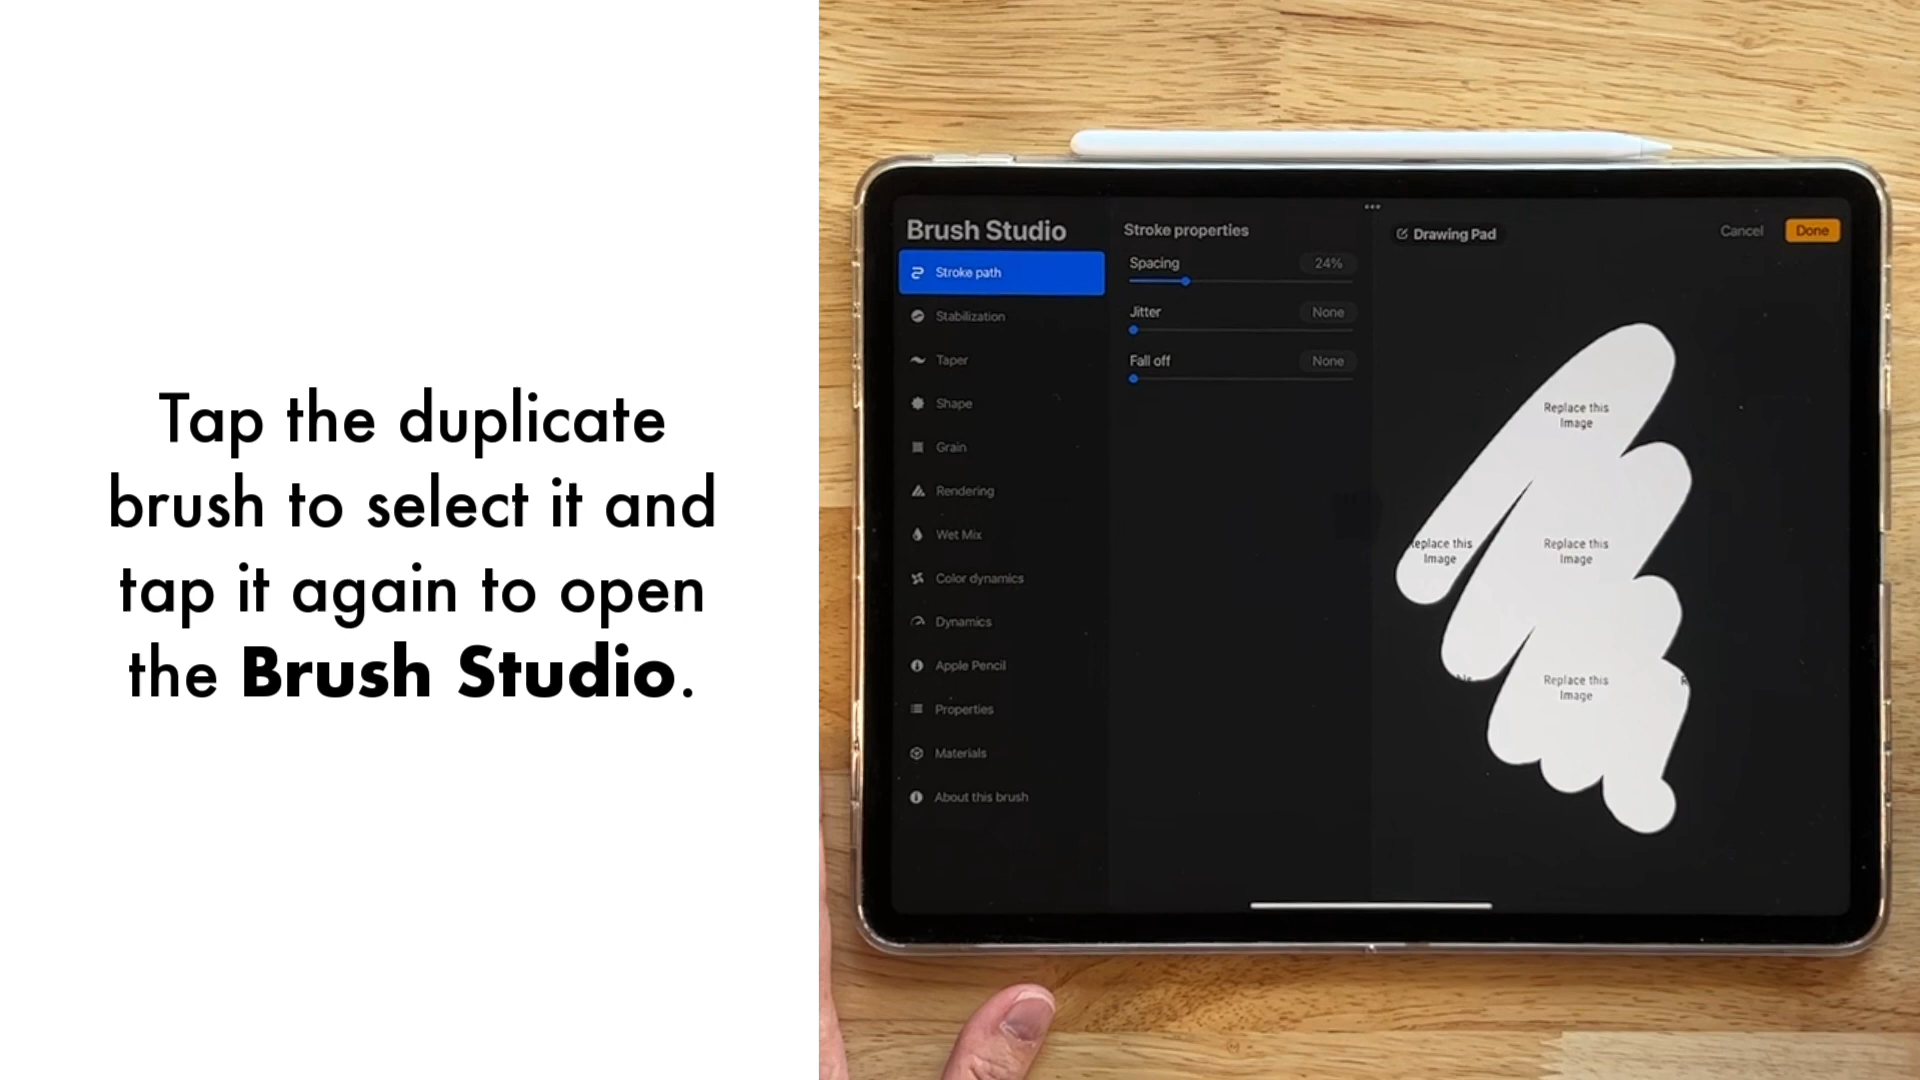 Tap the duplicate
brush to select it and
tap it again to open
the Brush Studio.
Brush Studio
Stroke path
Stabilization
Taper
Shape
Grain
Rendering
Wet Mix
Color dynamics
Dynamics
Apple Pencil
Properties
Materials
About this brush
Stroke properties
Spacing 24%
Jitter None
Fall off None
Drawing Pad
Cancel
Done
Replace this
Image
eplace this
Image
Replace this
Image
Replace this
Image